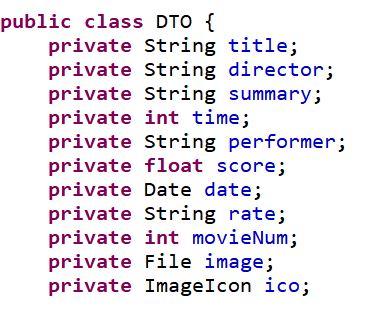 public class DTO {
    private String title;
    private String director;
    private String summary;
    private int time;
    private String performer;
    private float score;
    private Date date;
    private String rate;
    private int movieNum;
    private File image;
    private ImageIcon ico;